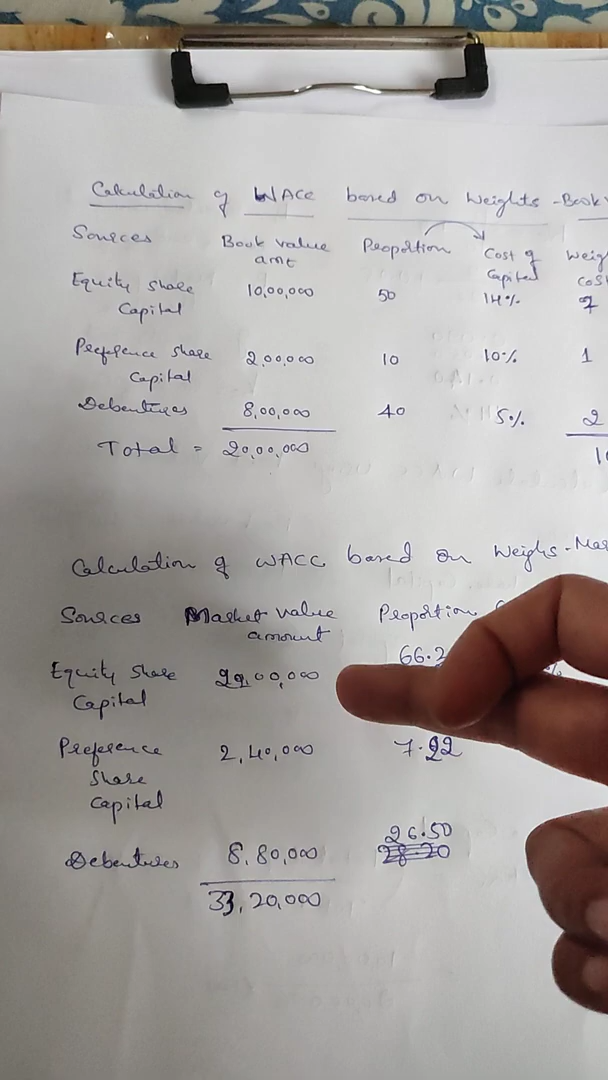 Calculation of WACC based on Weights - Book
Sources Book value Proportion Cost of Weig
amt Capital cos
Equity share 10,00,000 50 14% 7
Capital
Preference share 2,00,000 10 10% 1
Capital
Debentures 8,00,000 40 5% 2
Total = 20,00,000 10
Calculation of WACC based on Weighs - Mar
Sources Market value Proportion
amount
Equity share 22,00,000 66.2 %
Capital
Preference 2,40,000 7.22
Share
Capital
26.50
Debentures 8,80,000 28.20
33,20,000